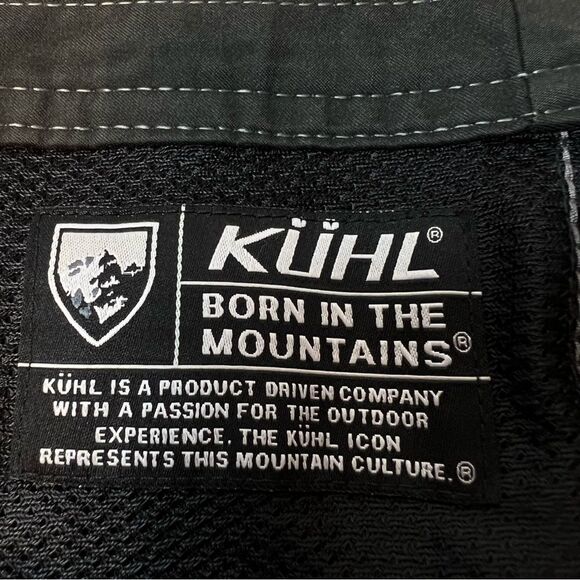 KÜHL®
BORN IN THE
MOUNTAINS®
KÜHL IS A PRODUCT DRIVEN COMPANY
WITH A PASSION FOR THE OUTDOOR
EXPERIENCE. THE KÜHL ICON
REPRESENTS THIS MOUNTAIN CULTURE.®